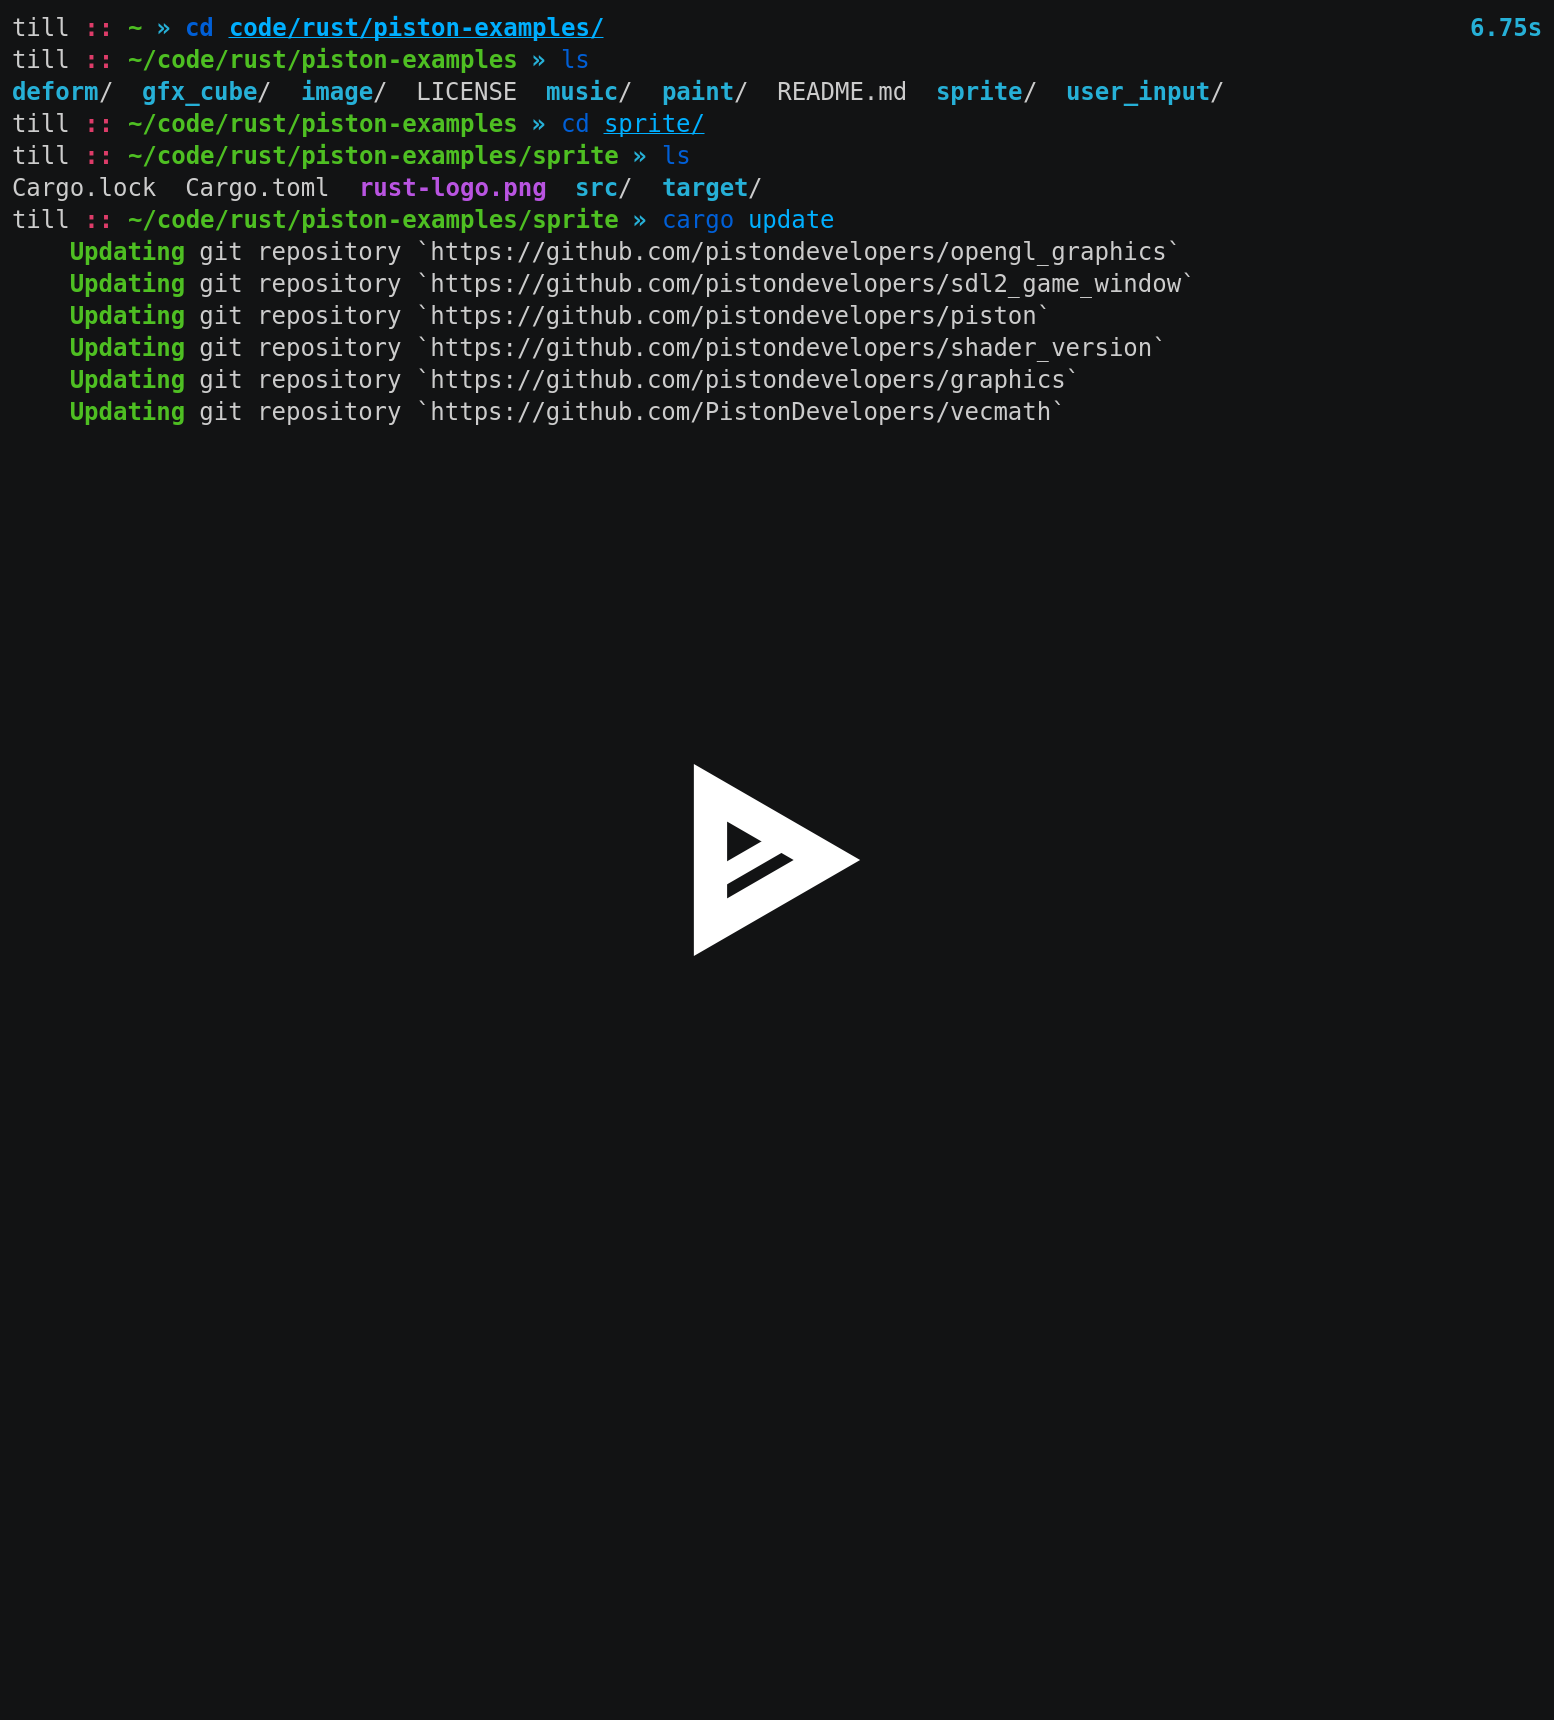 till :: ~ » cd code/rust/piston-examples/ 6.75s
till :: ~/code/rust/piston-examples » ls
deform/  gfx_cube/  image/  LICENSE  music/  paint/  README.md  sprite/  user_input/
till :: ~/code/rust/piston-examples » cd sprite/
till :: ~/code/rust/piston-examples/sprite » ls
Cargo.lock  Cargo.toml  rust-logo.png  src/  target/
till :: ~/code/rust/piston-examples/sprite » cargo update
    Updating git repository `https://github.com/pistondevelopers/opengl_graphics`
    Updating git repository `https://github.com/pistondevelopers/sdl2_game_window`
    Updating git repository `https://github.com/pistondevelopers/piston`
    Updating git repository `https://github.com/pistondevelopers/shader_version`
    Updating git repository `https://github.com/pistondevelopers/graphics`
    Updating git repository `https://github.com/PistonDevelopers/vecmath`